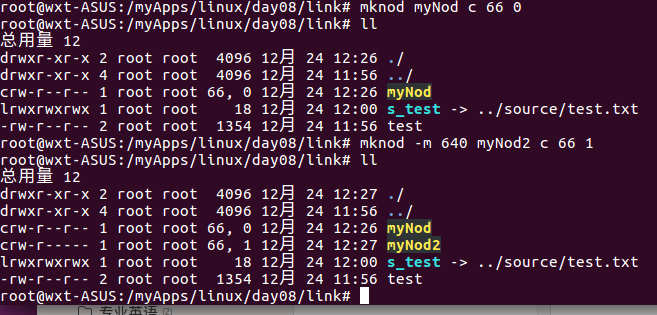 root@wxt-ASUS:/myApps/linux/day08/link# mknod myNod c 66 0
root@wxt-ASUS:/myApps/linux/day08/link# ll
总用量 12
drwxr-xr-x 2 root root  4096 12月 24 12:26 ./
drwxr-xr-x 4 root root  4096 12月 24 11:56 ../
crw-r--r-- 1 root root 66, 0 12月 24 12:26 myNod
lrwxrwxrwx 1 root root    18 12月 24 12:00 s_test -> ../source/test.txt
-rw-r--r-- 2 root root  1354 12月 24 11:56 test
root@wxt-ASUS:/myApps/linux/day08/link# mknod -m 640 myNod2 c 66 1
root@wxt-ASUS:/myApps/linux/day08/link# ll
总用量 12
drwxr-xr-x 2 root root  4096 12月 24 12:27 ./
drwxr-xr-x 4 root root  4096 12月 24 11:56 ../
crw-r--r-- 1 root root 66, 0 12月 24 12:26 myNod
crw-r----- 1 root root 66, 1 12月 24 12:27 myNod2
lrwxrwxrwx 1 root root    18 12月 24 12:00 s_test -> ../source/test.txt
-rw-r--r-- 2 root root  1354 12月 24 11:56 test
root@wxt-ASUS:/myApps/linux/day08/link#
专业英语